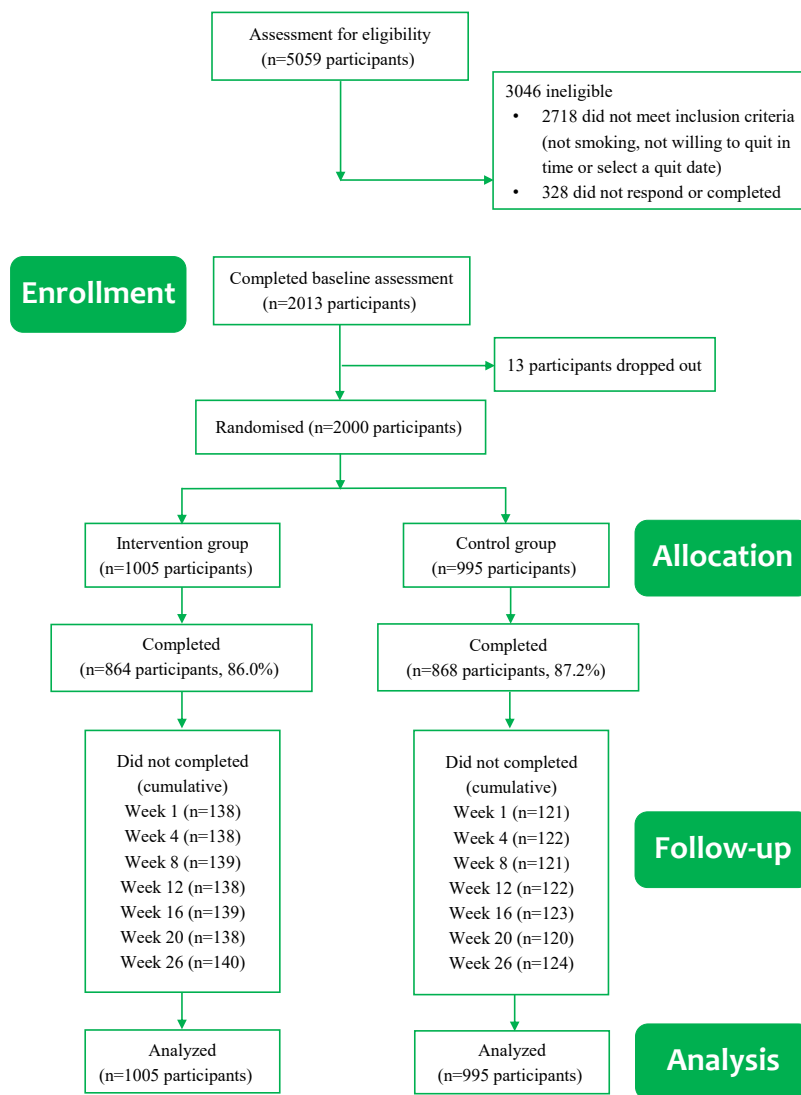 Assessment for eligibility
(n=5059 participants)
3046 ineligible
• 2718 did not meet inclusion criteria
(not smoking, not willing to quit in
time or select a quit date)
• 328 did not respond or completed
Enrollment
Completed baseline assessment
(n=2013 participants)
13 participants dropped out
Randomised (n=2000 participants)
Intervention group
(n=1005 participants)
Control group
(n=995 participants)
Allocation
Completed
(n=864 participants, 86.0%)
Completed
(n=868 participants, 87.2%)
Did not completed
(cumulative)
Week 1 (n=138)
Week 4 (n=138)
Week 8 (n=139)
Week 12 (n=138)
Week 16 (n=139)
Week 20 (n=138)
Week 26 (n=140)
Did not completed
(cumulative)
Week 1 (n=121)
Week 4 (n=122)
Week 8 (n=121)
Week 12 (n=122)
Week 16 (n=123)
Week 20 (n=120)
Week 26 (n=124)
Follow-up
Analyzed
(n=1005 participants)
Analyzed
(n=995 participants)
Analysis